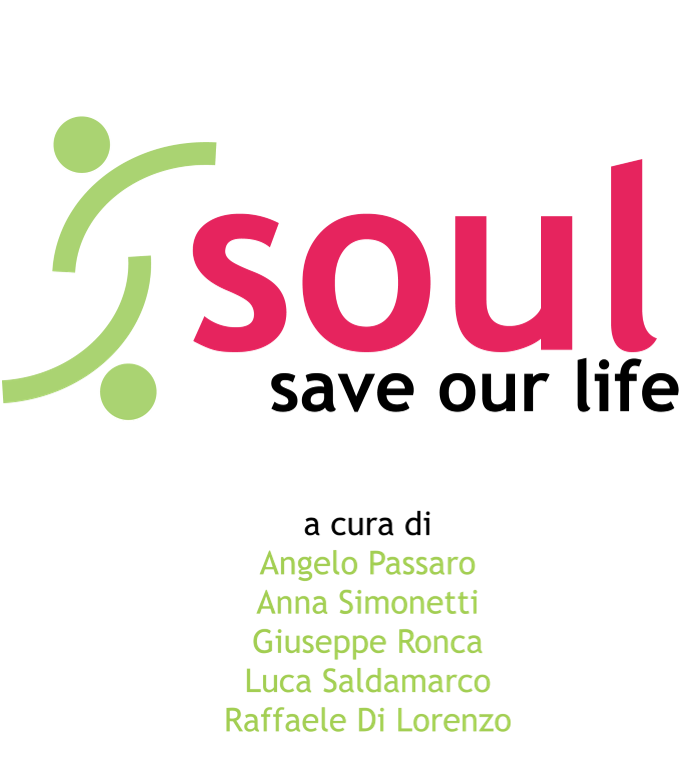 soul
save our life
a cura di
Angelo Passaro
Anna Simonetti
Giuseppe Ronca
Luca Saldamarco
Raffaele Di Lorenzo